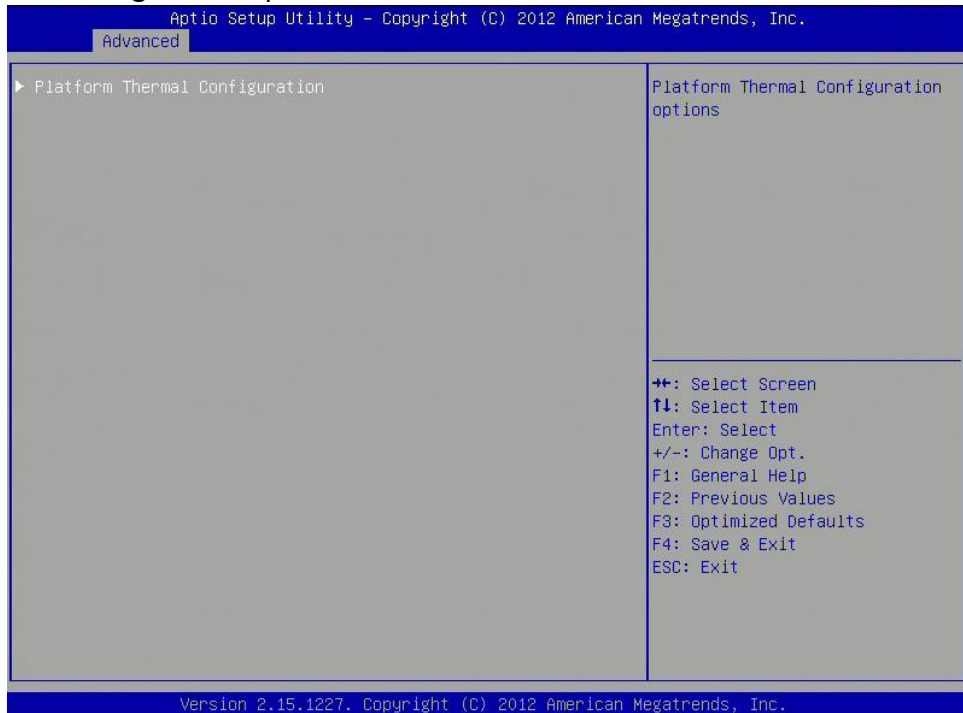 Aptio Setup Utility – Copyright (C) 2012 American Megatrends, Inc.
Advanced
▶ Platform Thermal Configuration
Platform Thermal Configuration
options
→←: Select Screen
↑↓: Select Item
Enter: Select
+/-: Change Opt.
F1: General Help
F2: Previous Values
F3: Optimized Defaults
F4: Save & Exit
ESC: Exit
Version 2.15.1227. Copyright (C) 2012 American Megatrends, Inc.